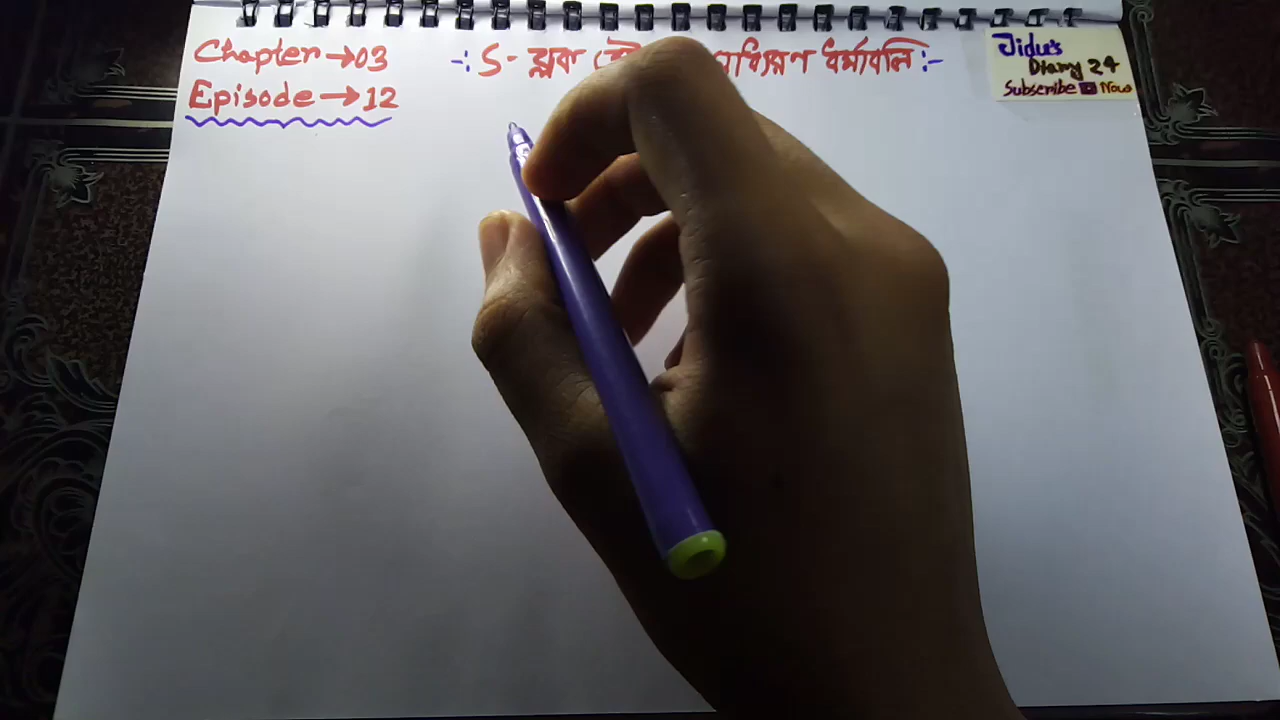 Chapter → 03
-: S- ব্লক ধর্মাবলি :-
Episode → 12
Jidu's
Diary 24
Subscribe Now